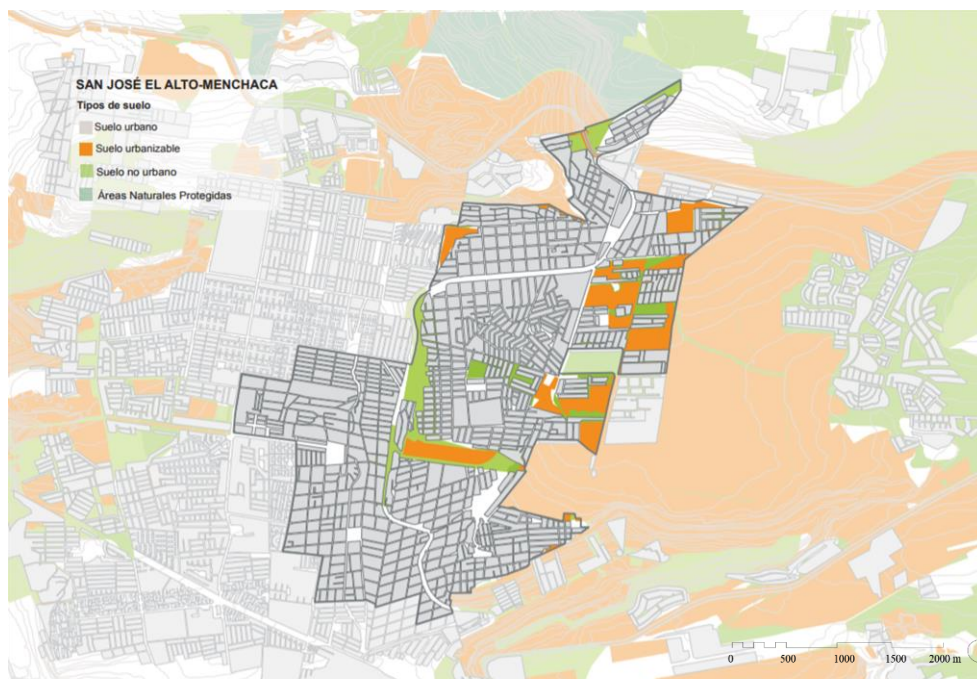 SAN JOSÉ EL ALTO-MENCHACA
Tipos de suelo
Suelo urbano
Suelo urbanizable
Suelo no urbano
Áreas Naturales Protegidas
0 500 1000 1500 2000 m